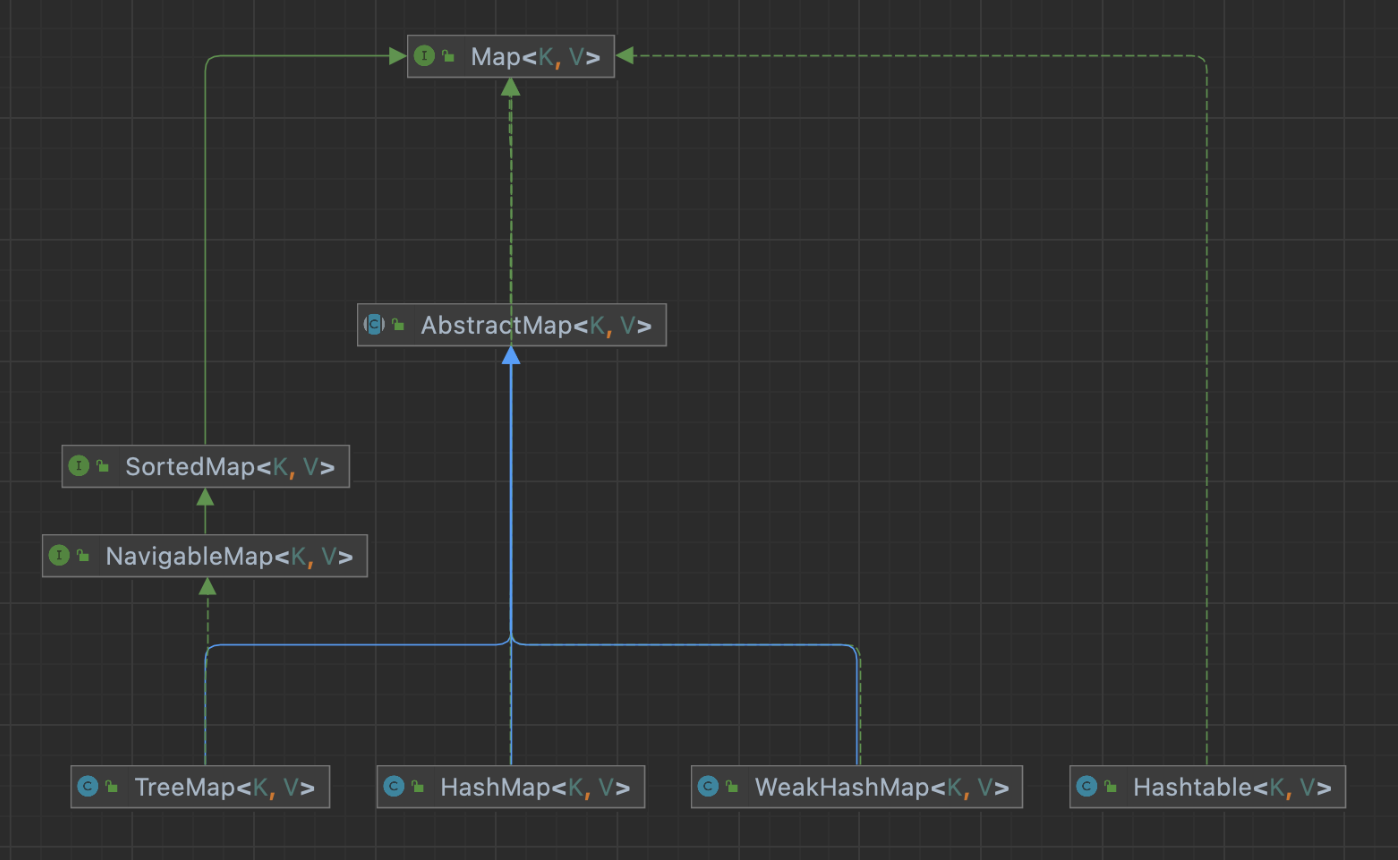 Map<K, V>
AbstractMap<K, V>
SortedMap<K, V>
NavigableMap<K, V>
TreeMap<K, V>
HashMap<K, V>
WeakHashMap<K, V>
Hashtable<K, V>